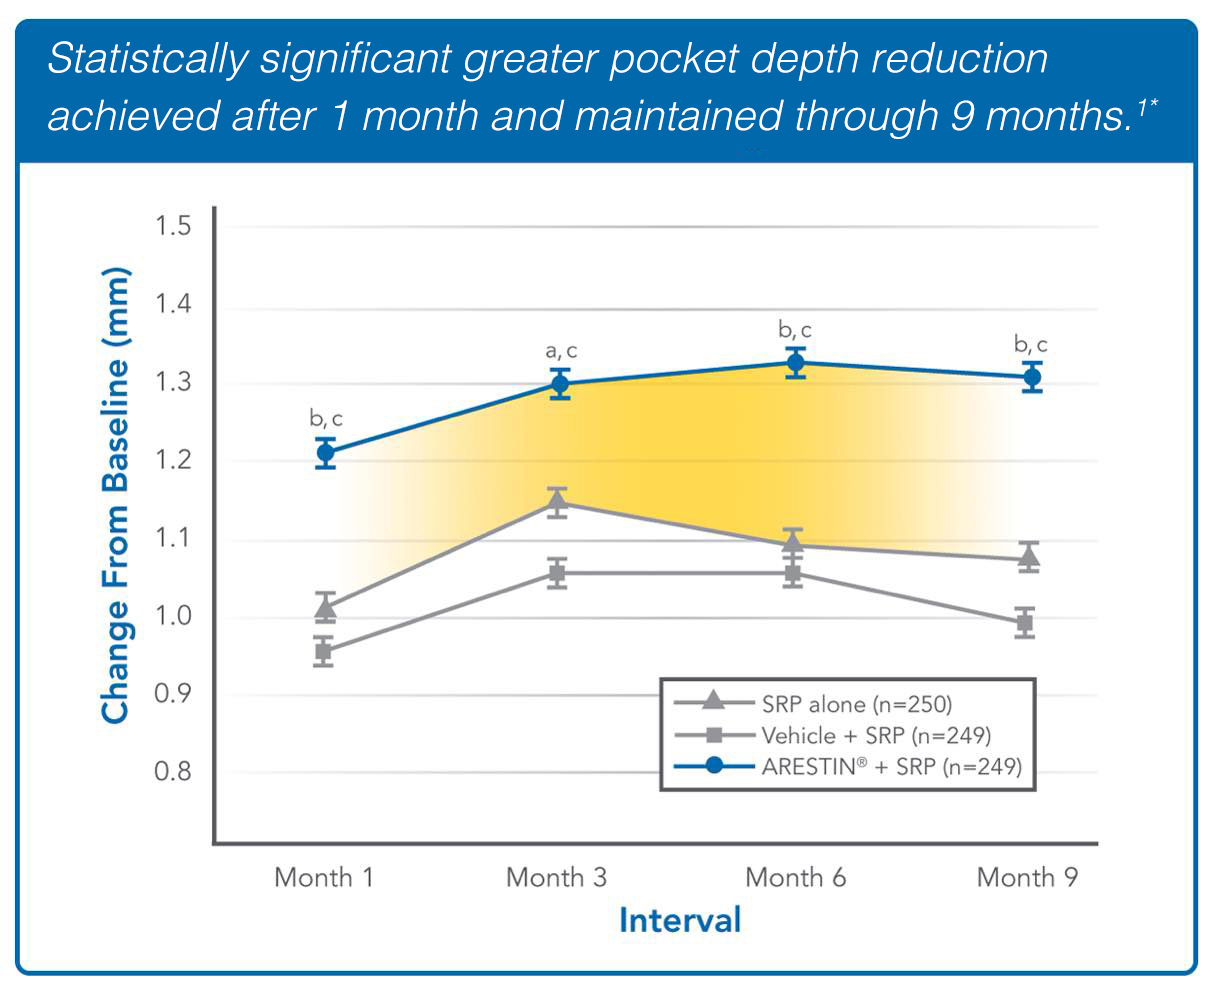 Statistcally significant greater pocket depth reduction
achieved after 1 month and maintained through 9 months.1*
Change From Baseline (mm)
1.5
1.4
1.3
1.2
1.1
1.0
0.9
0.8
b, c
a, c
b, c
b, c
SRP alone (n=250)
Vehicle + SRP (n=249)
ARESTIN® + SRP (n=249)
Month 1
Month 3
Month 6
Month 9
Interval